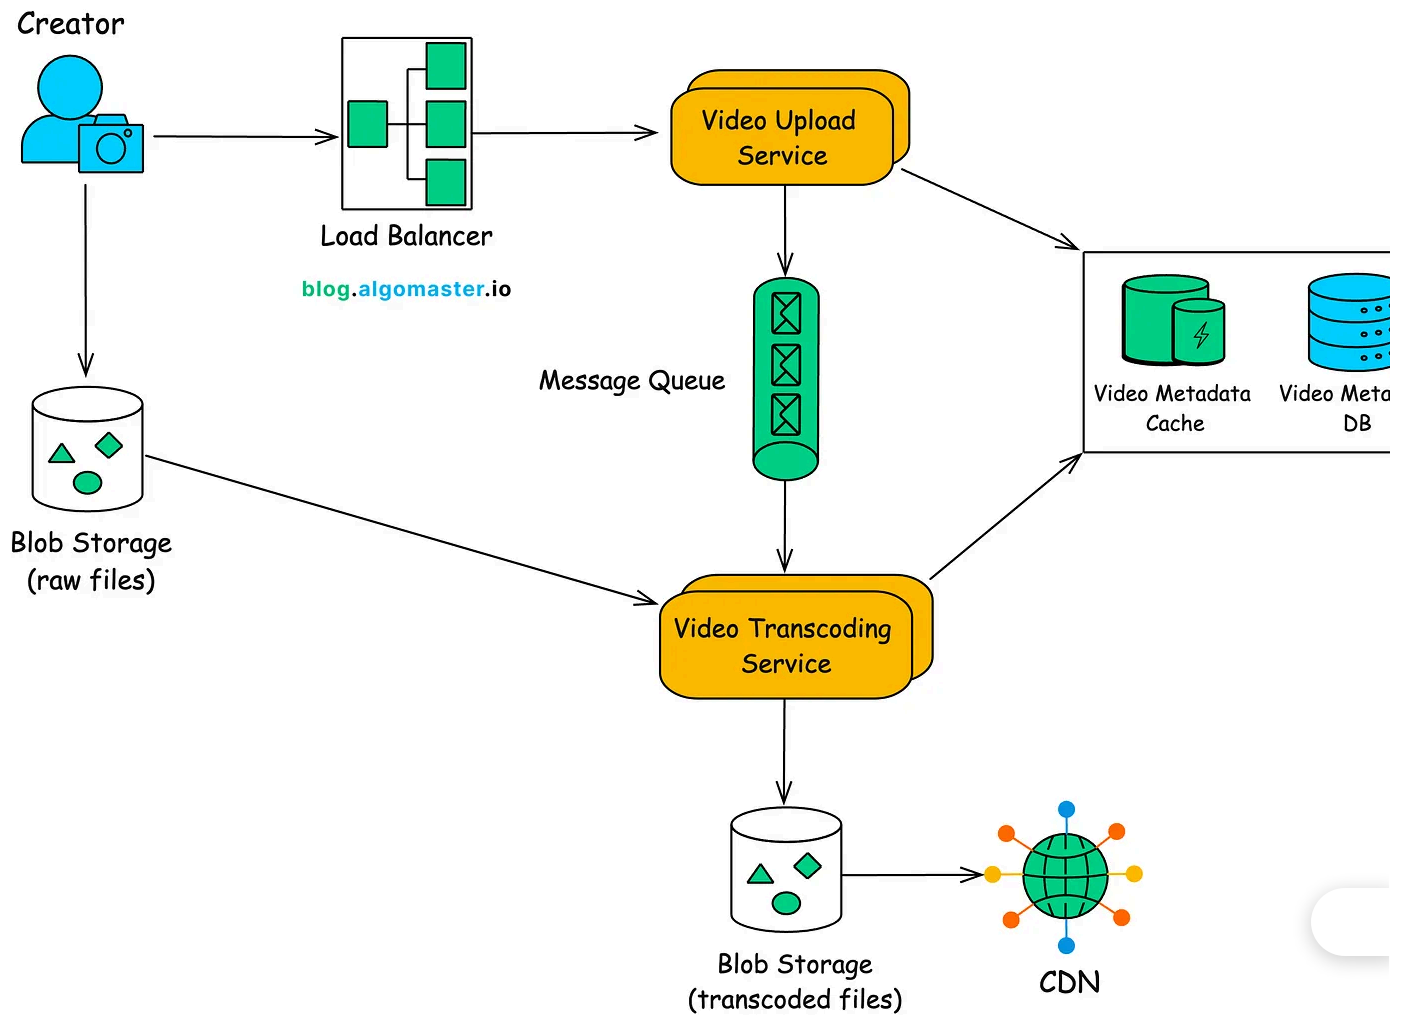 Creator
Video Upload
Service
Load Balancer
blog.algomaster.io
Message Queue
Video Metadata
Cache
Video
DB
Blob Storage
(raw files)
Video Transcoding
Service
Blob Storage
(transcoded files)
CDN